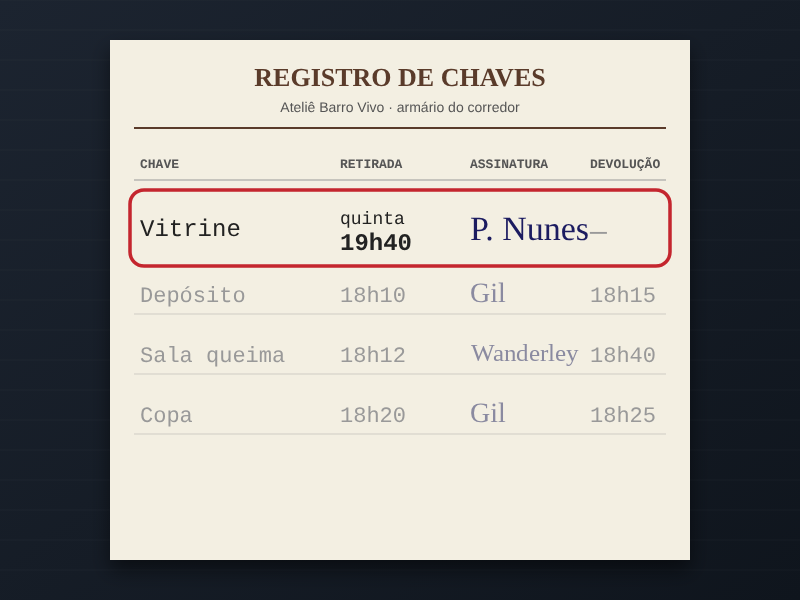 REGISTRO DE CHAVES
Ateliê Barro Vivo · armário do corredor
CHAVE RETIRADA ASSINATURA DEVOLUÇÃO
Vitrine quinta 19h40 P. Nunes –
Depósito 18h10 Gil 18h15
Sala queima 18h12 Wanderley 18h40
Copa 18h20 Gil 18h25